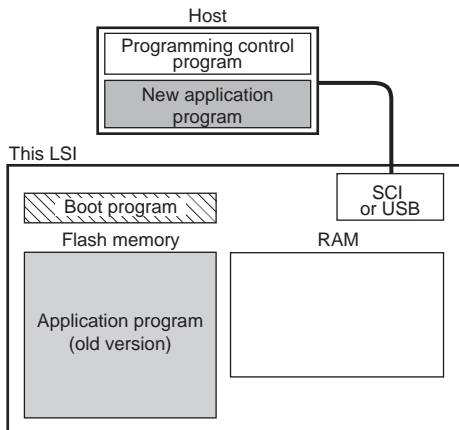 Host
Programming control
program
New application
program
This LSI
SCI
or USB
Boot program
Flash memory
RAM
Application program
(old version)